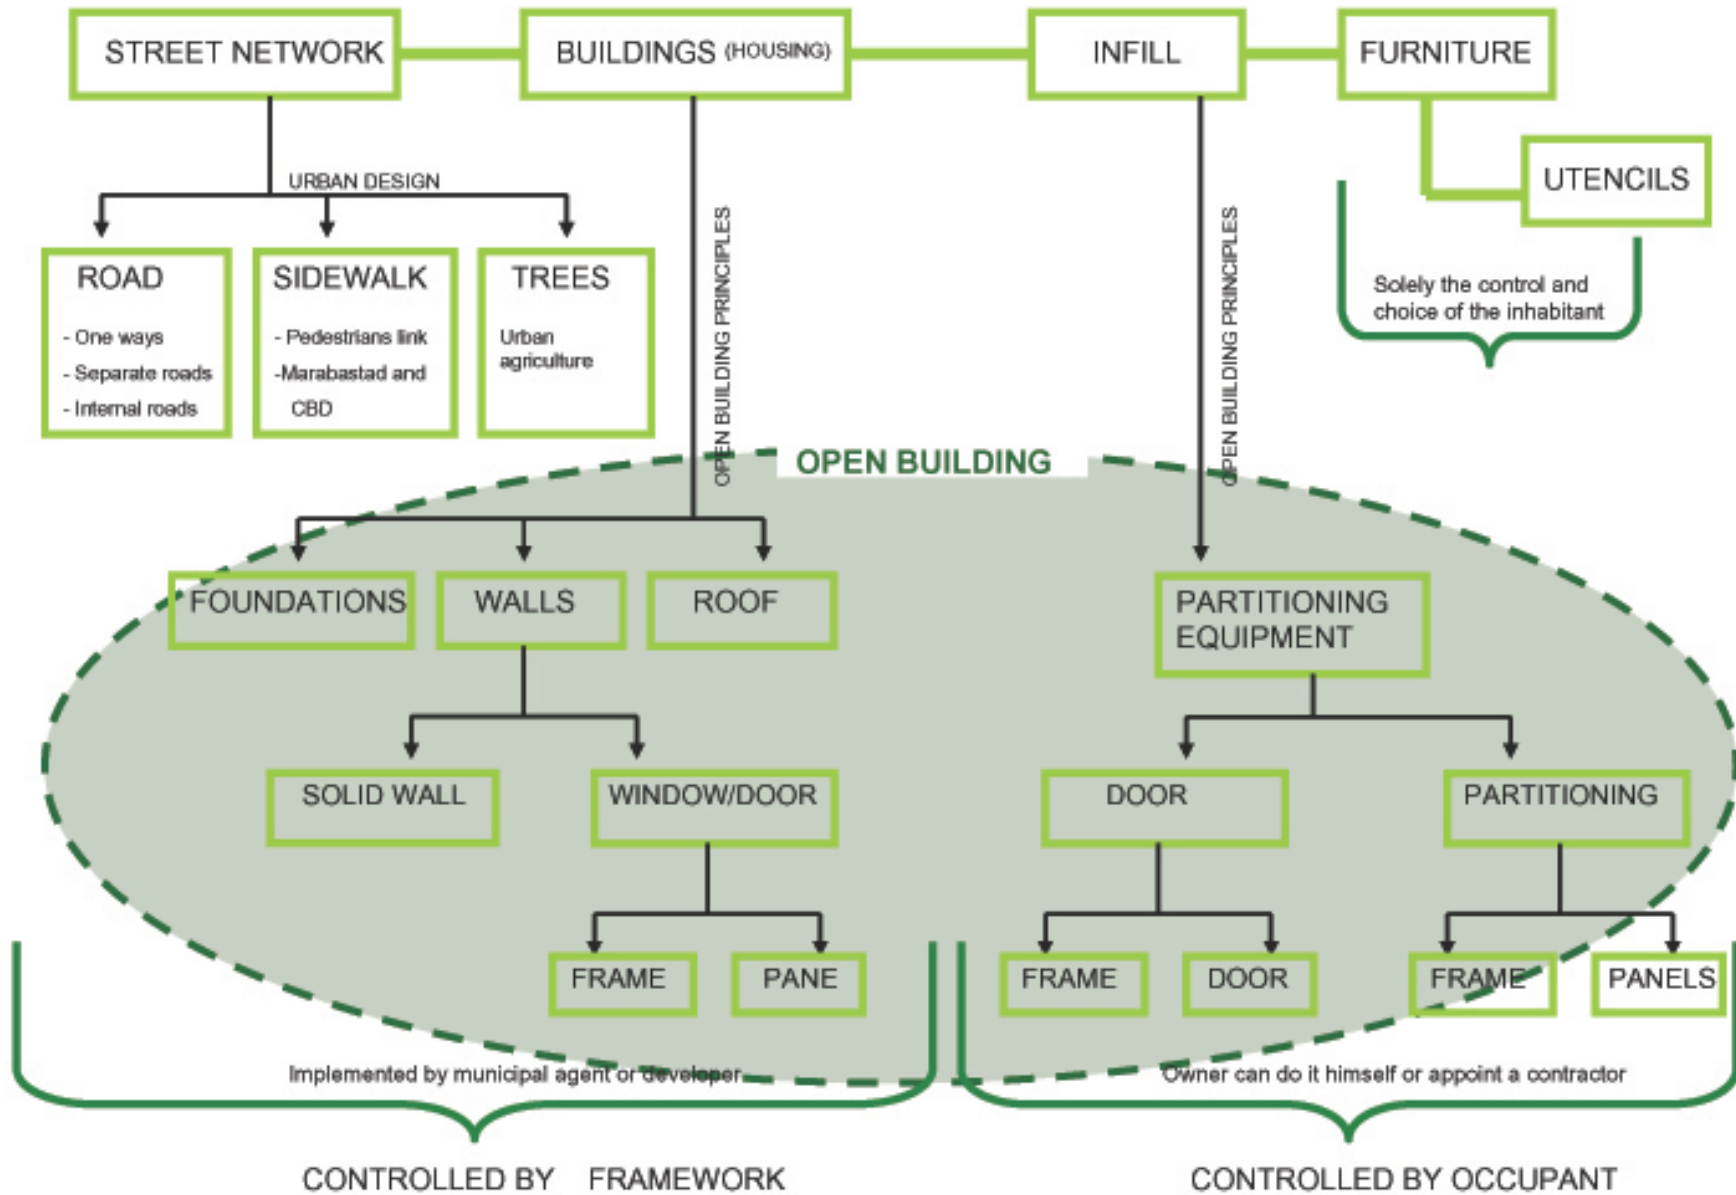 STREET NETWORK
BUILDINGS (HOUSING)
INFILL
FURNITURE
UTENCILS
URBAN DESIGN
OPEN BUILDING PRINCIPLES
OPEN BUILDING PRINCIPLES
ROAD
- One ways
- Separate roads
- Internal roads
SIDEWALK
- Pedestrians link
-Marabastad and
CBD
TREES
Urban
agriculture
Solely the control and
choice of the inhabitant
OPEN BUILDING
FOUNDATIONS
WALLS
ROOF
PARTITIONING
EQUIPMENT
SOLID WALL
WINDOW/DOOR
DOOR
PARTITIONING
FRAME
PANE
FRAME
DOOR
FRAME
PANELS
Implemented by municipal agent or developer
Owner can do it himself or appoint a contractor
CONTROLLED BY FRAMEWORK
CONTROLLED BY OCCUPANT